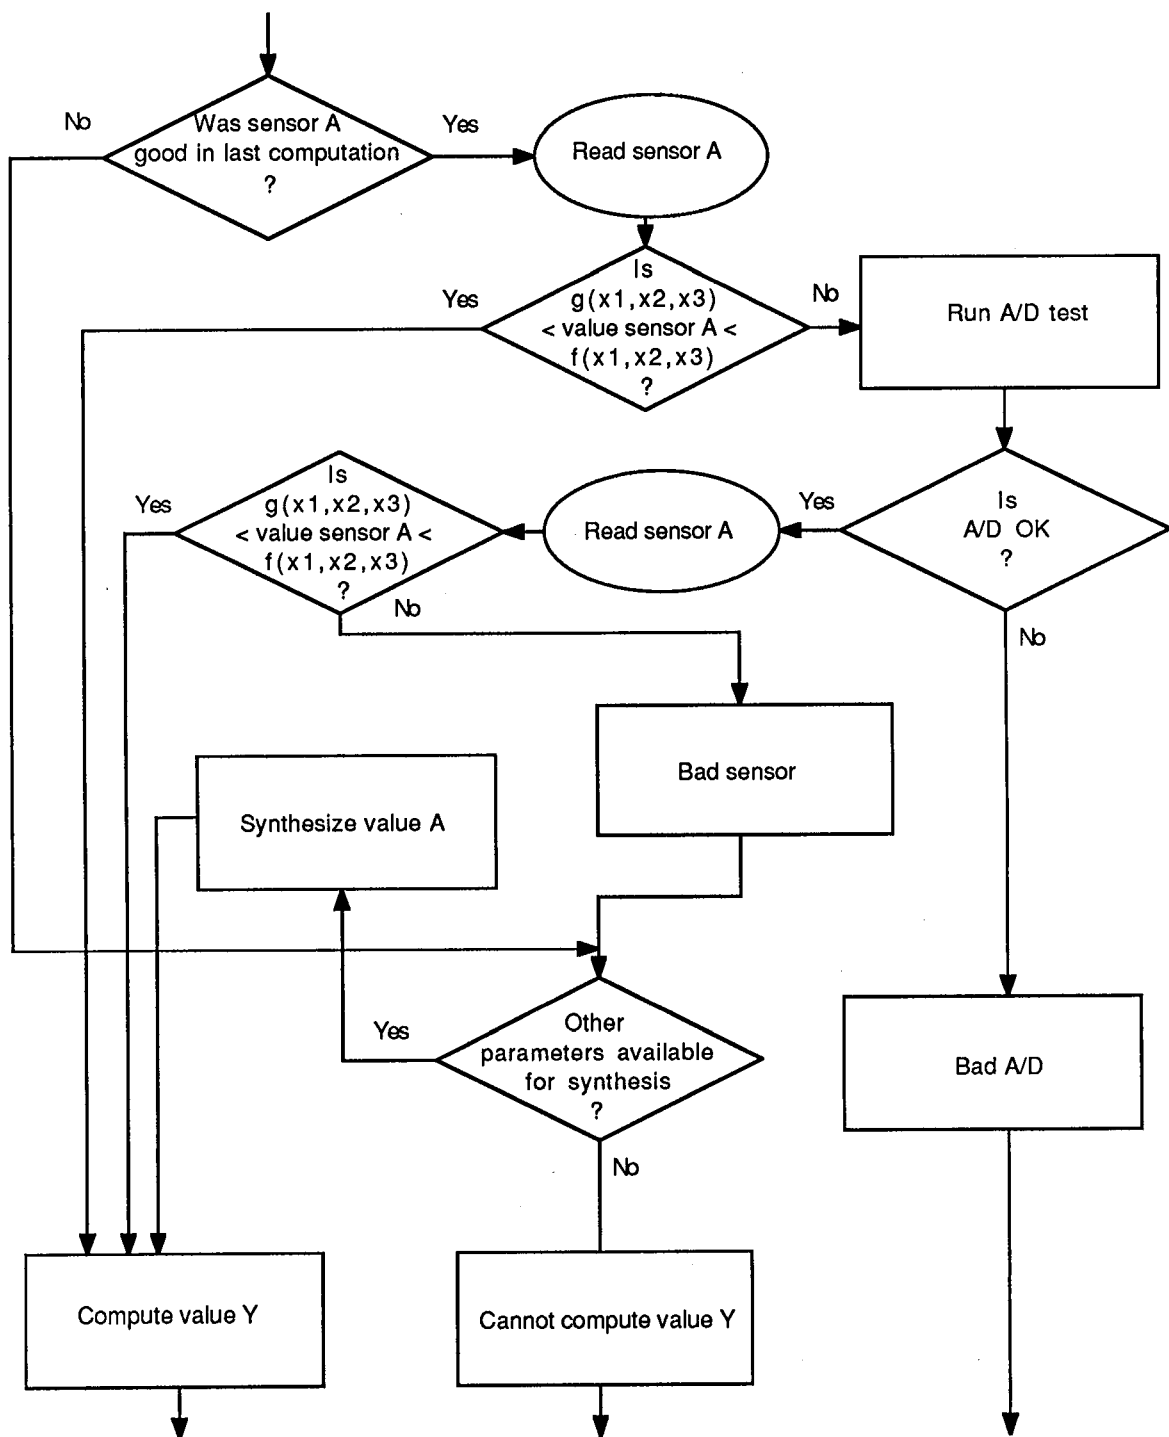 No
Was sensor A
good in last computation
?
Yes
Read sensor A
Is
g(x1,x2,x3)
< value sensor A <
f(x1,x2,x3)
?
Yes
No
Run A/D test
Is
A/D OK
?
Yes
No
Read sensor A
Is
g(x1,x2,x3)
< value sensor A <
f(x1,x2,x3)
?
Yes
No
Bad sensor
Synthesize value A
Other
parameters available
for synthesis
?
Yes
No
Bad A/D
Compute value Y
Cannot compute value Y